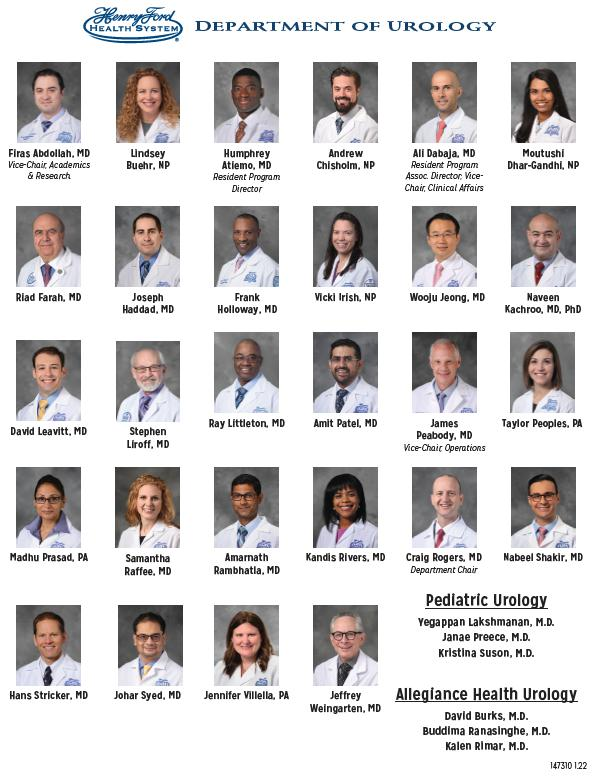 Henry Ford
HEALTH SYSTEM
DEPARTMENT OF UROLOGY
Firas Abdollah, MD
Vice-Chair, Academics
& Research
Lindsey
Buehr, NP
Humphrey
Atiemo, MD
Resident Program
Director
Andrew
Chisholm, NP
Ali Dabaja, MD
Resident Program
Assoc. Director, Vice-
Chair, Clinical Affairs
Moutushi
Dhar-Gandhi, NP
Riad Farah, MD
Joseph
Haddad, MD
Frank
Holloway, MD
Vicki Irish, NP
Wooju Jeong, MD
Naveen
Kachroo, MD, PhD
David Leavitt, MD
Stephen
Liroff, MD
Ray Littleton, MD
Amit Patel, MD
James
Peabody, MD
Vice-Chair, Operations
Taylor Peoples, PA
Madhu Prasad, PA
Samantha
Raffee, MD
Amarnath
Rambhatla, MD
Kandis Rivers, MD
Craig Rogers, MD
Department Chair
Nabeel Shakir, MD
Hans Stricker, MD
Johar Syed, MD
Jennifer Villella, PA
Jeffrey
Weingarten, MD
Pediatric Urology
Yegappan Lakshmanan, M.D.
Janae Preece, M.D.
Kristina Suson, M.D.
Allegiance Health Urology
David Burks, M.D.
Buddima Ranasinghe, M.D.
Kalen Rimar, M.D.
147310 1.22